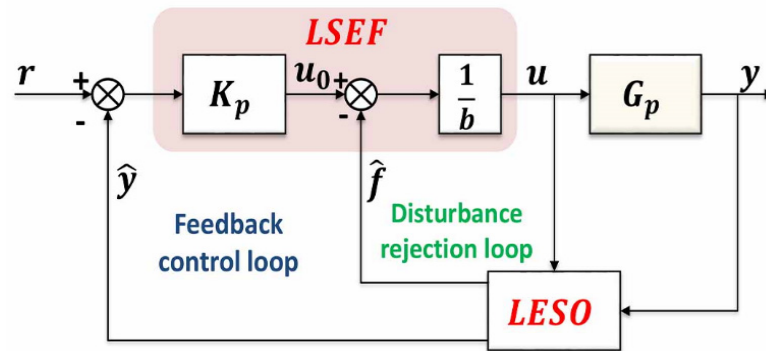 LSEF
r
+
-
K_p
u_0
+
-
1
b
u
G_p
y
ŷ
f̂
Feedback
control loop
Disturbance
rejection loop
LESO